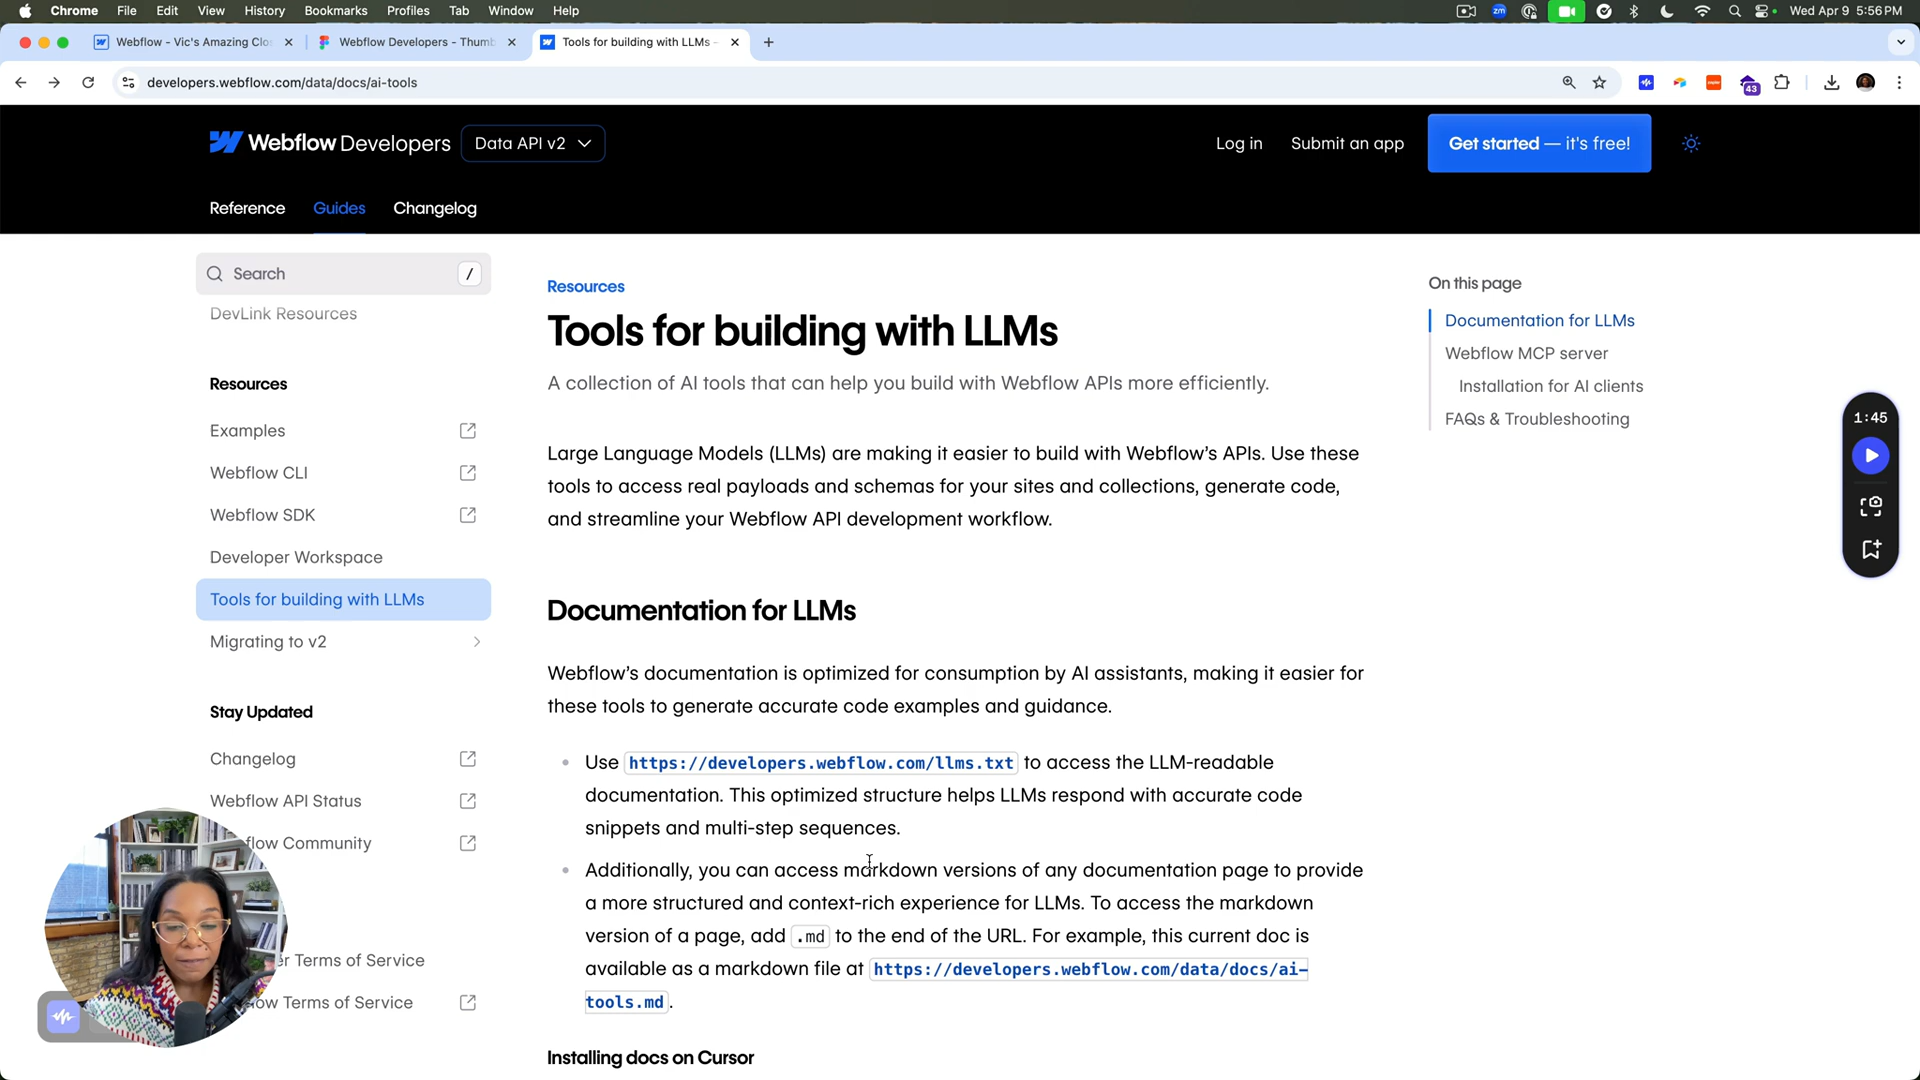 Chrome File Edit View History Bookmarks Profiles Tab Window Help
zm
Wed Apr 9 5:56 PM
Webflow - Vic's Amazing Clo
Webflow Developers - Thumb
Tools for building with LLMs -
developers.webflow.com/data/docs/ai-tools
43
Webflow Developers
Data API v2
Log in
Submit an app
Get started — it's free!
Reference
Guides
Changelog
Search
/
DevLink Resources
Resources
Examples
Webflow CLI
Webflow SDK
Developer Workspace
Tools for building with LLMs
Migrating to v2
Stay Updated
Changelog
Webflow API Status
flow Community
er Terms of Service
ow Terms of Service
Resources
Tools for building with LLMs
A collection of AI tools that can help you build with Webflow APIs more efficiently.
Large Language Models (LLMs) are making it easier to build with Webflow's APIs. Use these
tools to access real payloads and schemas for your sites and collections, generate code,
and streamline your Webflow API development workflow.
Documentation for LLMs
Webflow's documentation is optimized for consumption by AI assistants, making it easier for
these tools to generate accurate code examples and guidance.
Use https://developers.webflow.com/llms.txt to access the LLM-readable
documentation. This optimized structure helps LLMs respond with accurate code
snippets and multi-step sequences.
Additionally, you can access markdown versions of any documentation page to provide
a more structured and context-rich experience for LLMs. To access the markdown
version of a page, add .md to the end of the URL. For example, this current doc is
available as a markdown file at https://developers.webflow.com/data/docs/ai-
tools.md.
Installing docs on Cursor
On this page
Documentation for LLMs
Webflow MCP server
Installation for AI clients
FAQs & Troubleshooting
1:45